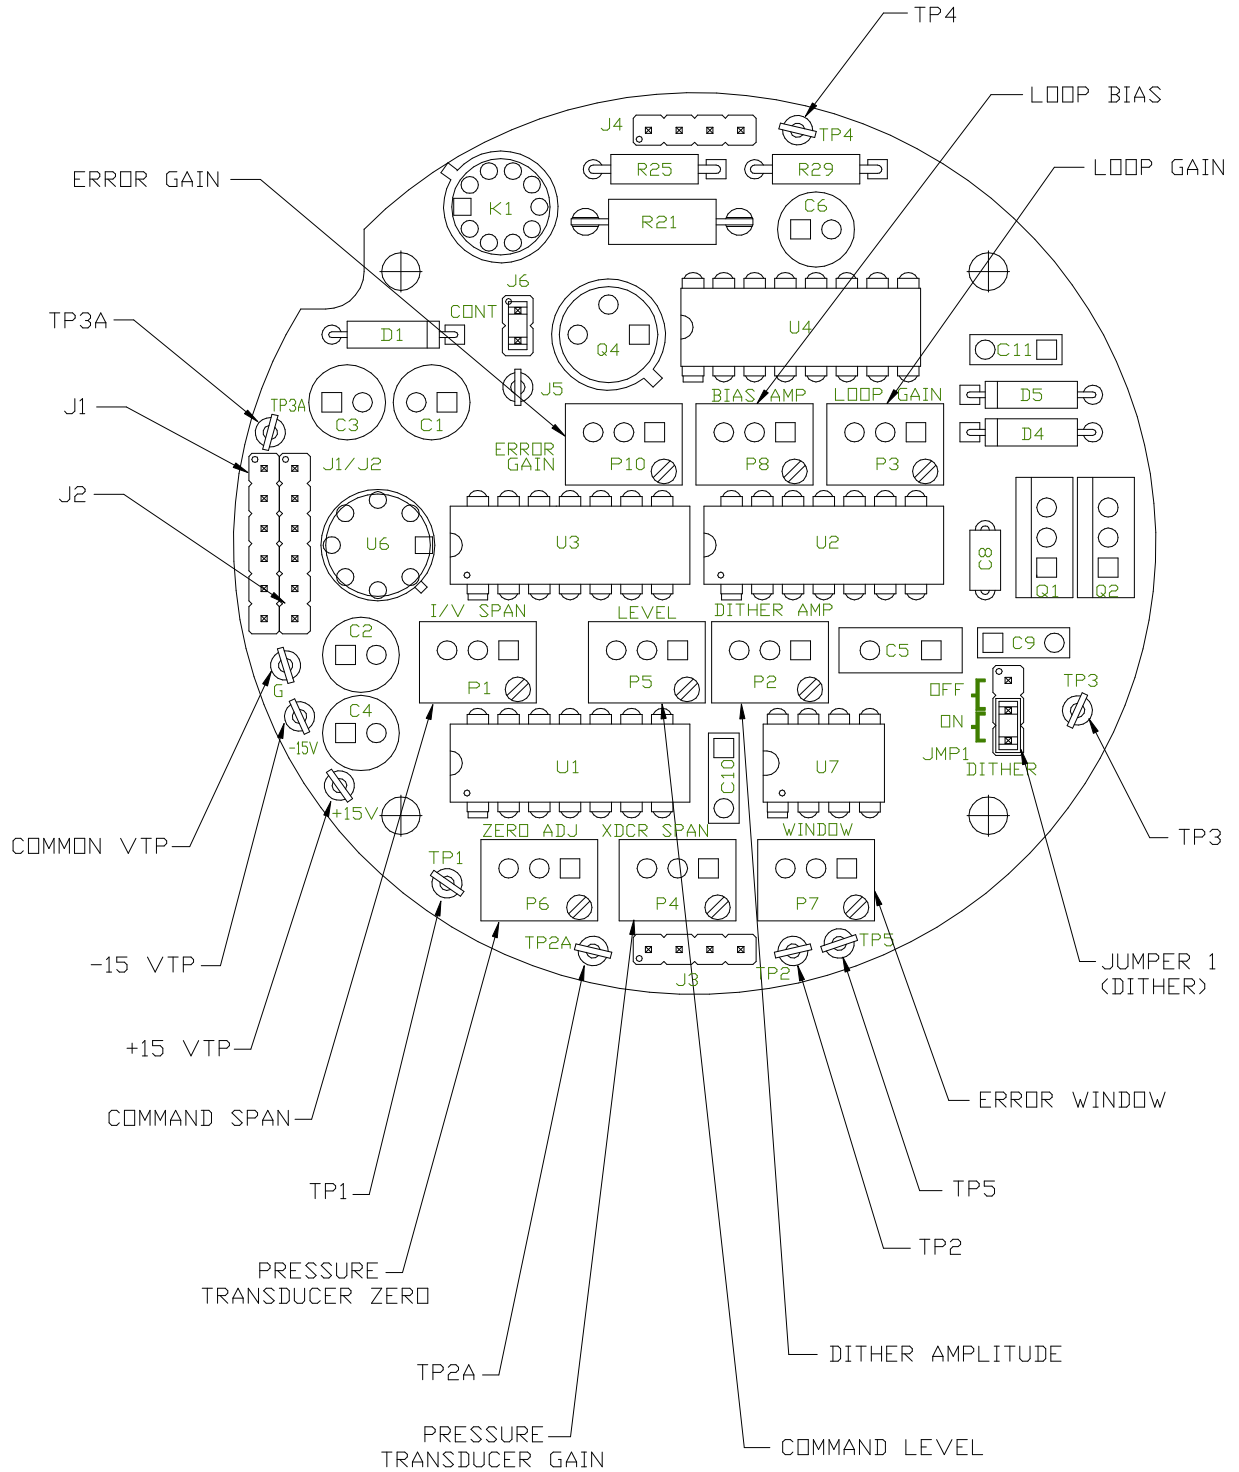 TP4
LOOP BIAS
J4
TP4
ERROR GAIN
R25
R29
LOOP GAIN
K1
R21
C6
J6
CONT
TP3A
D1
Q4
U4
C11
J5
BIAS AMP
LOOP GAIN
D5
J1
TP3A
C3
C1
ERROR
GAIN
P10
P8
P3
D4
J1/J2
J2
U6
U3
U2
C8
Q1
Q2
I/V SPAN
LEVEL
DITHER AMP
C2
P1
P5
P2
C5
C9
G
OFF
TP3
C4
-15V
ON
JMP1
DITHER
U1
C10
U7
+15V
COMMON VTP
ZERO ADJ
XDCR SPAN
WINDOW
TP3
TP1
P6
P4
P7
TP2A
TP5
TP2
J3
-15 VTP
JUMPER 1
(DITHER)
+15 VTP
ERROR WINDOW
COMMAND SPAN
TP1
TP5
TP2
PRESSURE
TRANSDUCER ZERO
DITHER AMPLITUDE
TP2A
PRESSURE
TRANSDUCER GAIN
COMMAND LEVEL